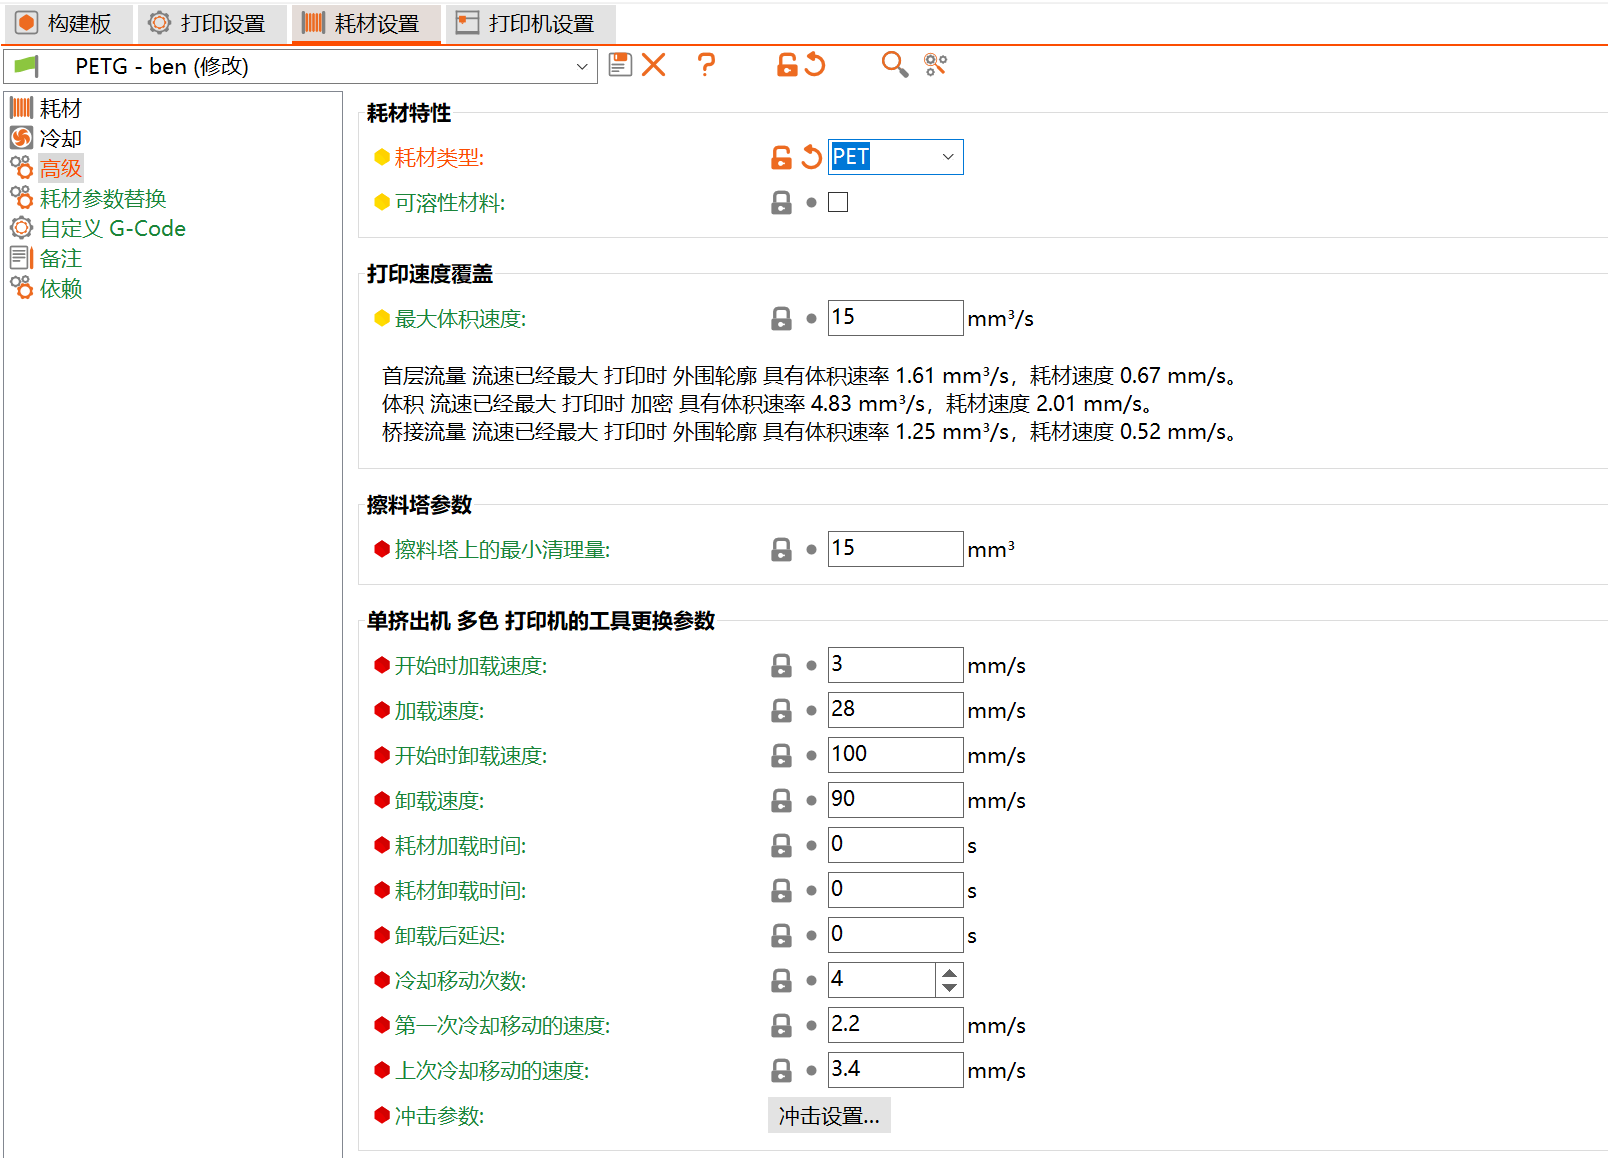 构建板 打印设置 耗材设置 打印机设置
PETG - ben (修改)
耗材
冷却
高级
耗材参数替换
自定义 G-Code
备注
依赖
耗材特性
耗材类型: PET
可溶性材料:
打印速度覆盖
最大体积速度: 15 mm³/s
首层流量 流速已经最大 打印时 外围轮廓 具有体积速率 1.61 mm³/s，耗材速度 0.67 mm/s。
体积 流速已经最大 打印时 加密 具有体积速率 4.83 mm³/s，耗材速度 2.01 mm/s。
桥接流量 流速已经最大 打印时 外围轮廓 具有体积速率 1.25 mm³/s，耗材速度 0.52 mm/s。
擦料塔参数
擦料塔上的最小清理量: 15 mm³
单挤出机 多色 打印机的工具更换参数
开始时加载速度: 3 mm/s
加载速度: 28 mm/s
开始时卸载速度: 100 mm/s
卸载速度: 90 mm/s
耗材加载时间: 0 s
耗材卸载时间: 0 s
卸载后延迟: 0 s
冷却移动次数: 4
第一次冷却移动的速度: 2.2 mm/s
上次冷却移动的速度: 3.4 mm/s
冲击参数: 冲击设置...